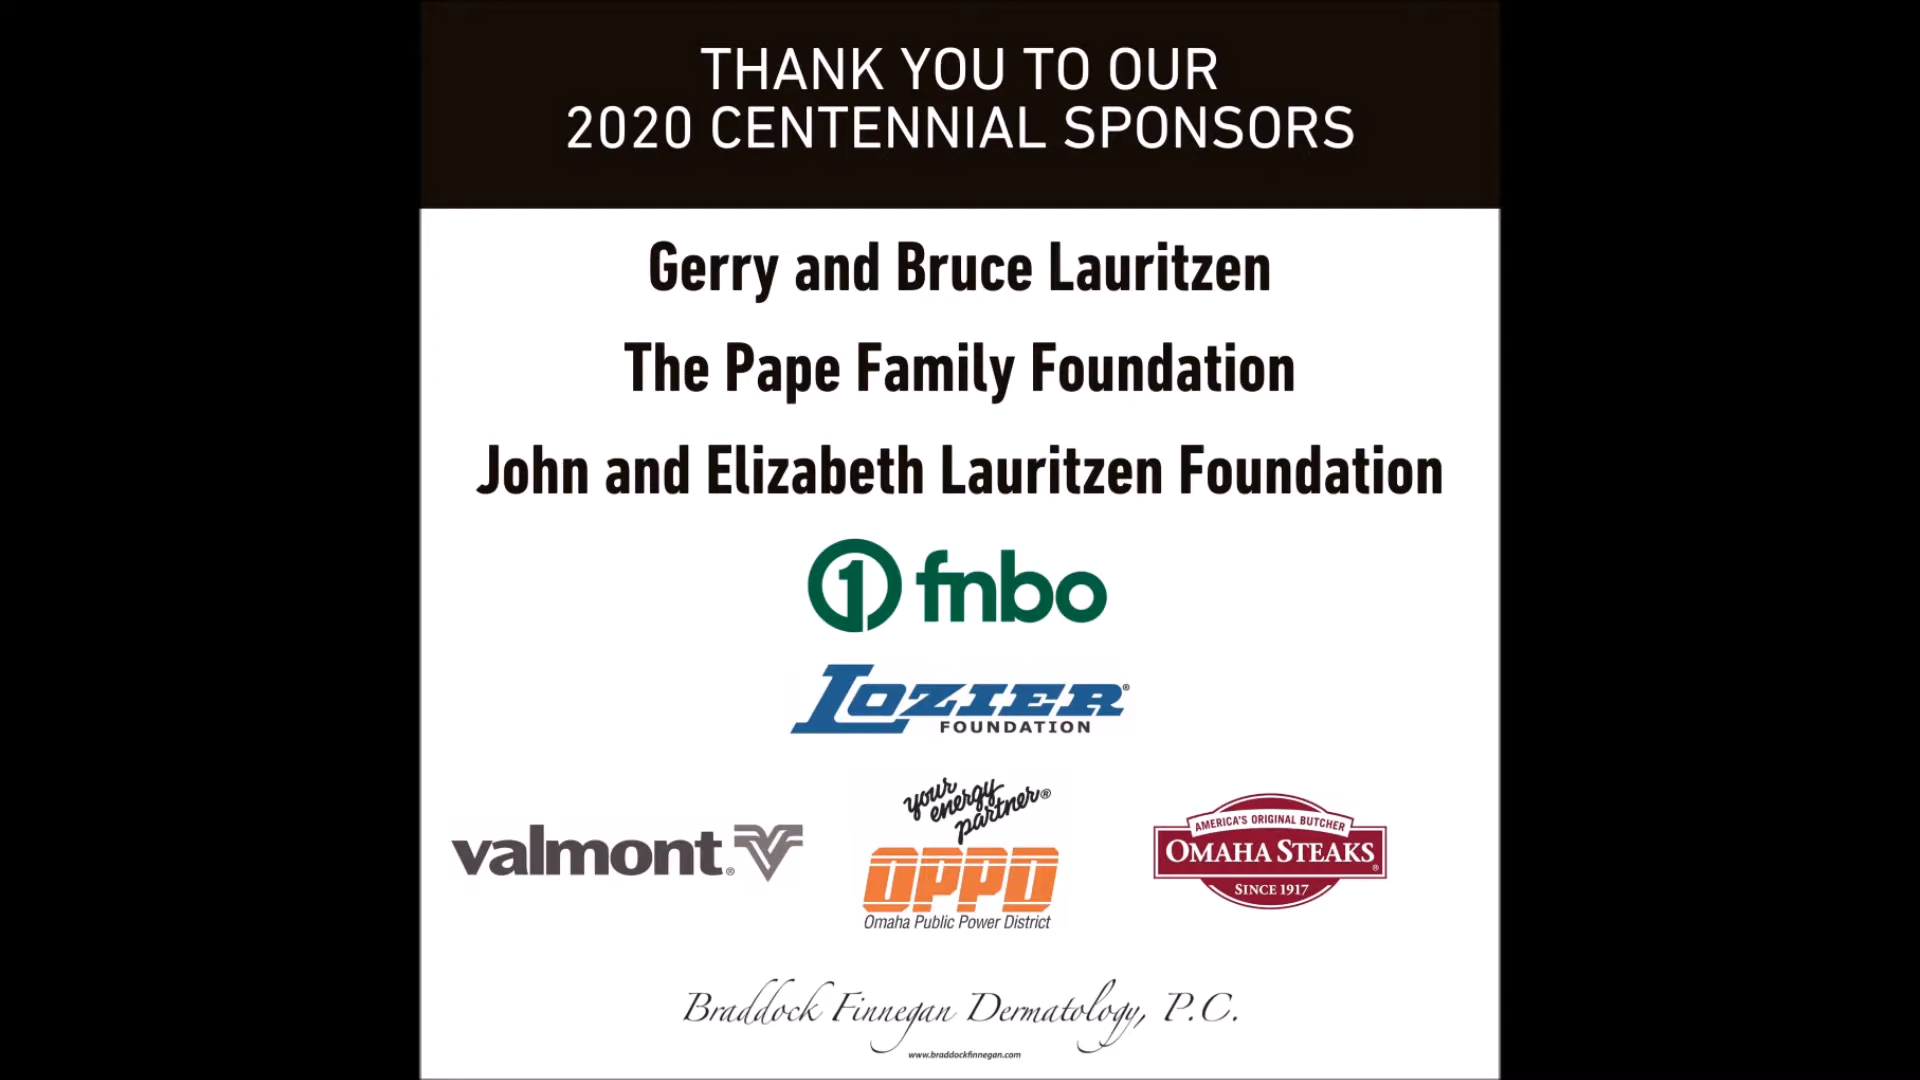 THANK YOU TO OUR
2020 CENTENNIAL SPONSORS
Gerry and Bruce Lauritzen
The Pape Family Foundation
John and Elizabeth Lauritzen Foundation
1 fnbo
LOZIER®
FOUNDATION
valmont®
your
energy
partner®
OPPD
Omaha Public Power District
AMERICA'S ORIGINAL BUTCHER
OMAHA STEAKS®
SINCE 1917
Braddock Finnegan Dermatology, P.C.
www.braddockfinnegan.com